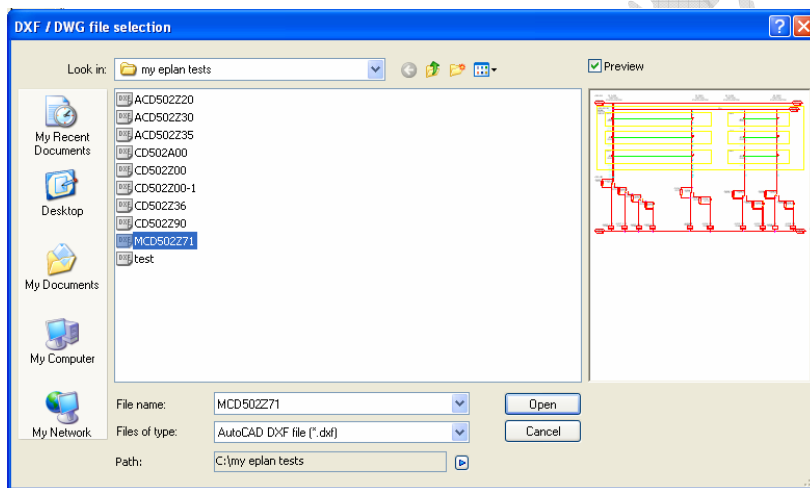 DXF / DWG file selection
Look in: my eplan tests
Preview
My Recent Documents
Desktop
My Documents
My Computer
My Network
ACD502Z20
ACD502Z30
ACD502Z35
CD502A00
CD502Z00
CD502Z00-1
CD502Z36
CD502Z90
MCD502Z71
test
File name: MCD502Z71
Open
Files of type: AutoCAD DXF file (*.dxf)
Cancel
Path: C:\my eplan tests